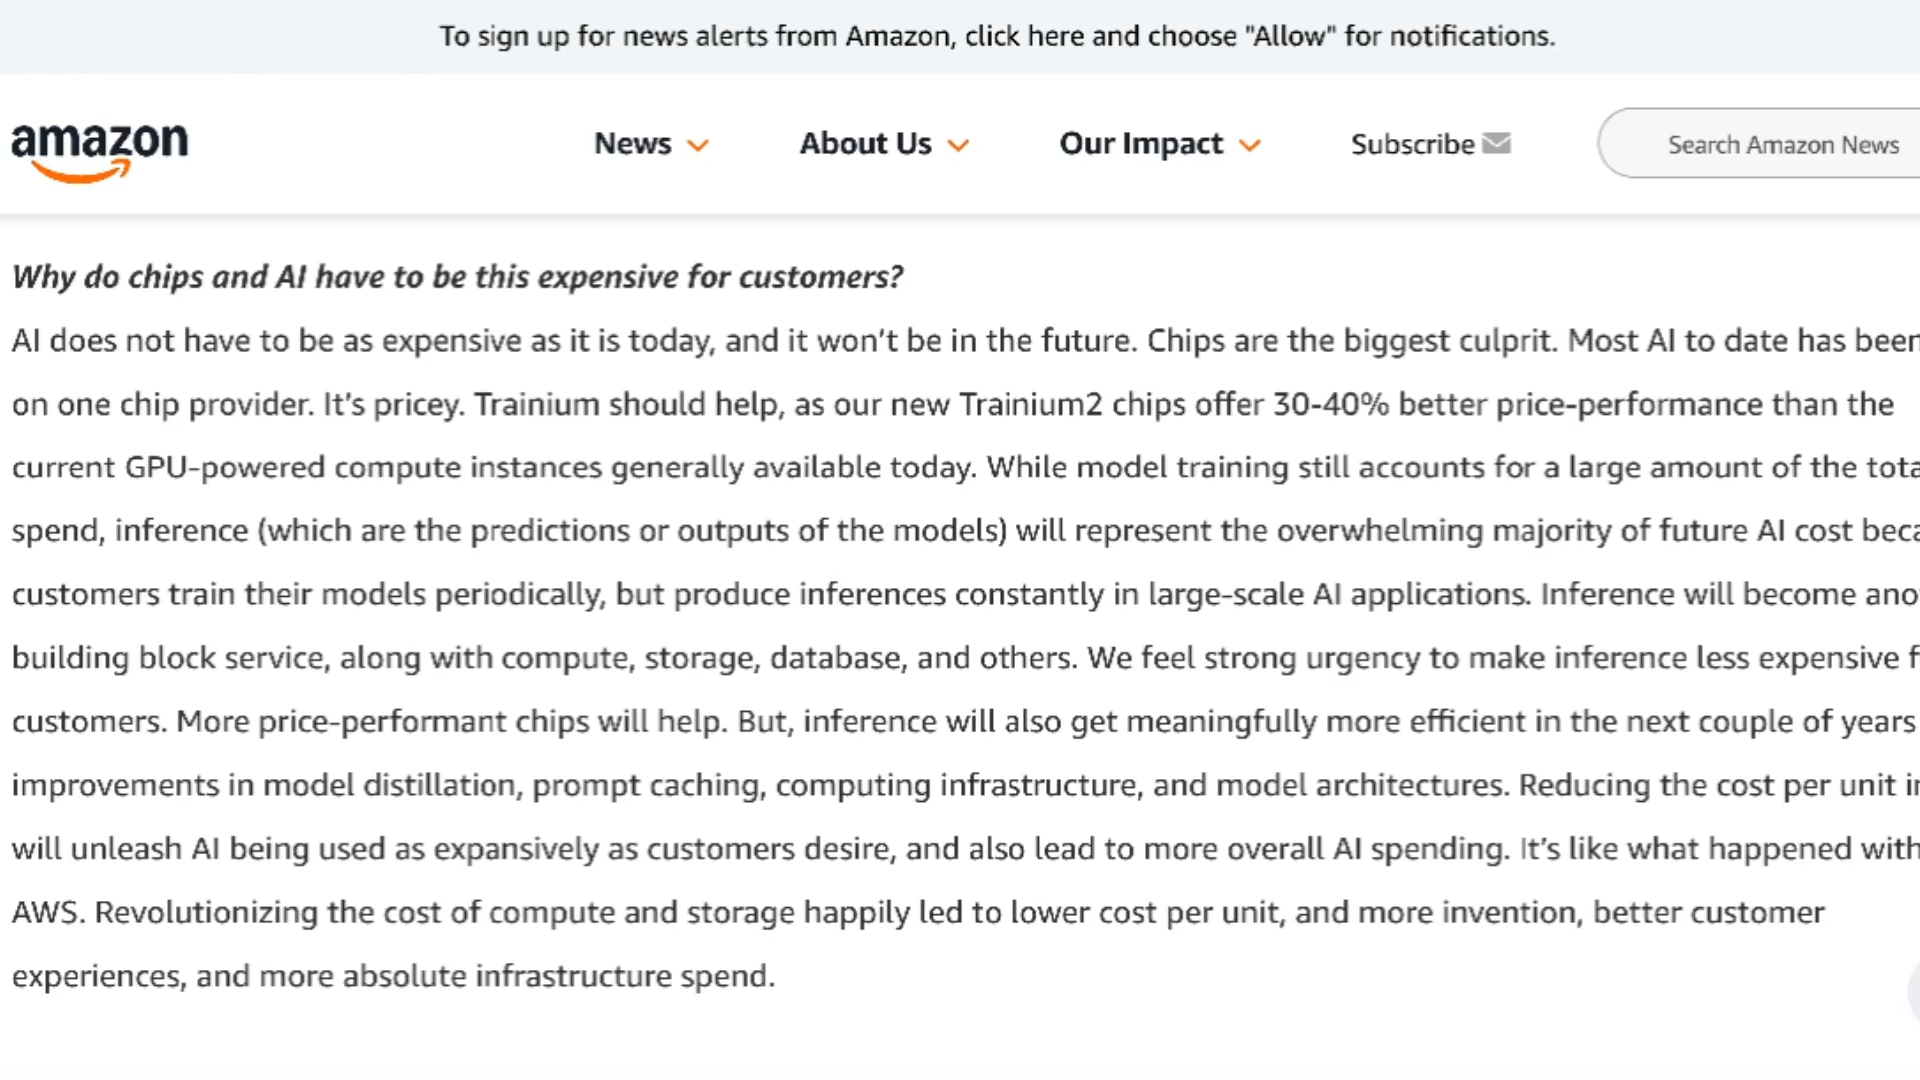 To sign up for news alerts from Amazon, click here and choose "Allow" for notifications.
amazon
News
About Us
Our Impact
Subscribe
Search Amazon News
Why do chips and AI have to be this expensive for customers?
AI does not have to be as expensive as it is today, and it won’t be in the future. Chips are the biggest culprit. Most AI to date has been
on one chip provider. It’s pricey. Trainium should help, as our new Trainium2 chips offer 30-40% better price-performance than the
current GPU-powered compute instances generally available today. While model training still accounts for a large amount of the
spend, inference (which are the predictions or outputs of the models) will represent the overwhelming majority of future AI cost
customers train their models periodically, but produce inferences constantly in large-scale AI applications. Inference will become
building block service, along with compute, storage, database, and others. We feel strong urgency to make inference less expensive
customers. More price-performant chips will help. But, inference will also get meaningfully more efficient in the next couple of years
improvements in model distillation, prompt caching, computing infrastructure, and model architectures. Reducing the cost per unit
will unleash AI being used as expansively as customers desire, and also lead to more overall AI spending. It’s like what happened with
AWS. Revolutionizing the cost of compute and storage happily led to lower cost per unit, and more invention, better customer
experiences, and more absolute infrastructure spend.